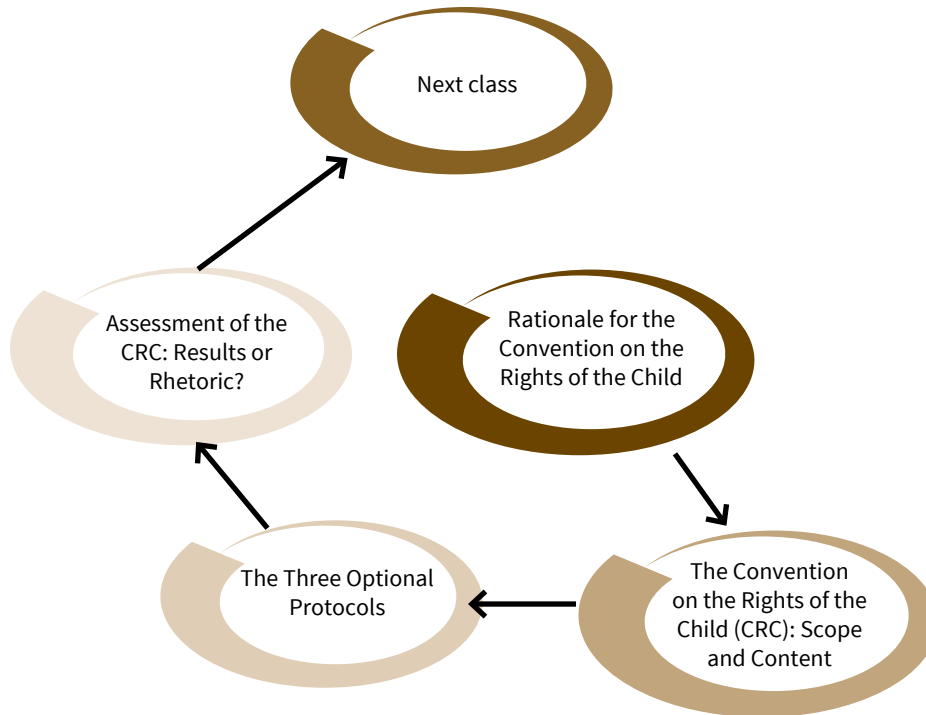 Next class
Rationale for the
Convention on the
Rights of the Child
The Convention
on the Rights of the
Child (CRC): Scope
and Content
The Three Optional
Protocols
Assessment of the
CRC: Results or
Rhetoric?